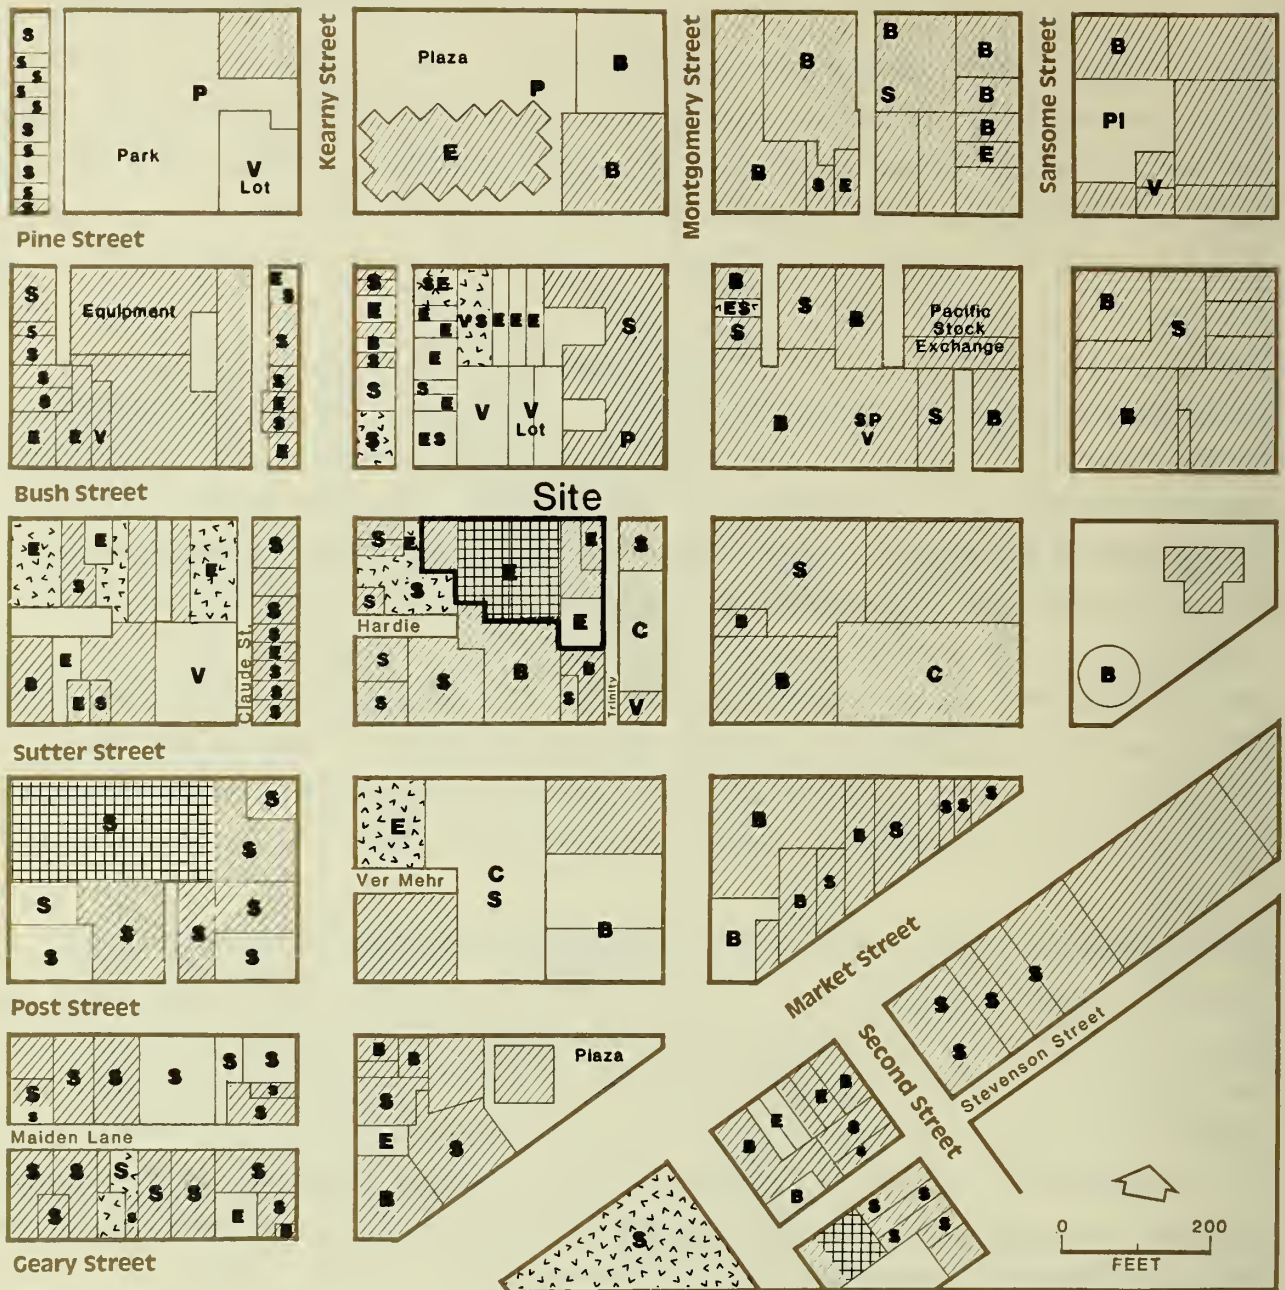 Kearny Street
Montgomery Street
Sansome Street
S
S
S
S
S
S
S
S
S
S
P
Park
V
Lot
Plaza
P
E
B
B
B
B
S
E
B
S
B
B
B
E
B
PI
V
Pine Street
S
S
S
S
S
E
E
V
Equipment
E
S
S
S
E
S
E
S
E
B
S
S
S
S E
E
E
E
S
E
E S
V S
E E E
V
V
Lot
S
P
B
E S
S
S
B
Pacific
Stock
Exchange
B
S P
V
S
B
B
S
B
Bush Street
Site
E
E
S
E
B
E
E S
V
Claude St.
S
S
S
E
S
S
S
S
E
S
S
Hardie
S
S
S
E
E
E
B
B
S
Trinity
S
C
V
S
B
B
C
B
Sutter Street
S
S
S
S
S
S
S
S
S
E
Ver Mehr
C
S
B
B
B
S
S
S
B
S
B
S
B
Market Street
Post Street
S
S
S
S
S
S
S
S
S
Maiden Lane
S
S
S
S
S
S
S
S
E
S
B
Geary Street
B
B
Plaza
S
E
S
B
Second Street
S
S
S
S
Stevenson Street
B
E
E
B
S
S
B
S
S
S
S
S
0 200
FEET